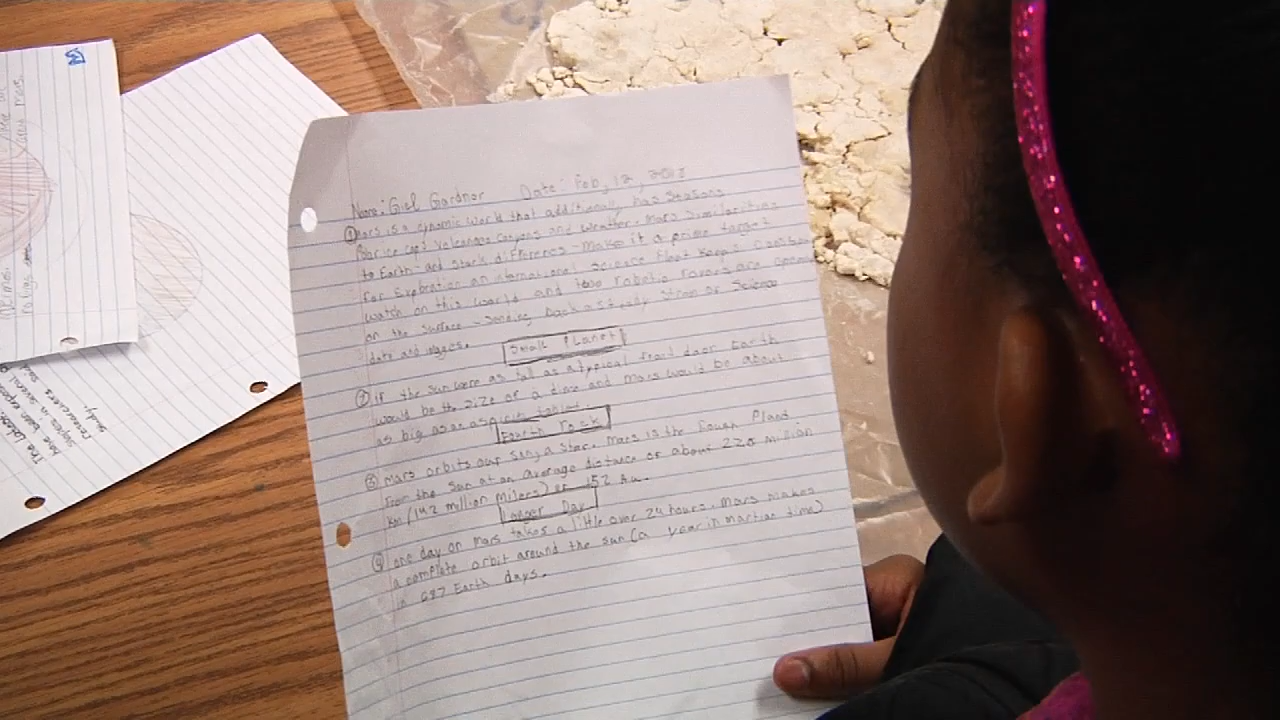 Name: Giel Gardner Date: Feb, 12, 2013
① Mars is a dynamic world that additionally has Seasons
Polar ice caps Volcanoes Canyons and weather. Mars Similarities
to Earth-and Stark differences-makes it a prime target
For Exploration an international Science Fleet Keeps
watch on this world and two robotic rovers are
on the Surface - Sending back a steady Strem of Science
data and images.
Small Planet
② if the sun were as tall as a typical front door Earth
would be the size of a dime and Mars would be about
as big as an aspirin tablet.
Fourth rock
③ mars orbits our sun, a star. Mars is the Fourth
From the sun at an average distance of about 228 million
km (142 million milers) or 1.52 Au.
Longer Day
④ one day on Mars takes a little over 24 hours. Mars makes
a complete orbit around the sun (a year in martian time)
in 687 Earth days.